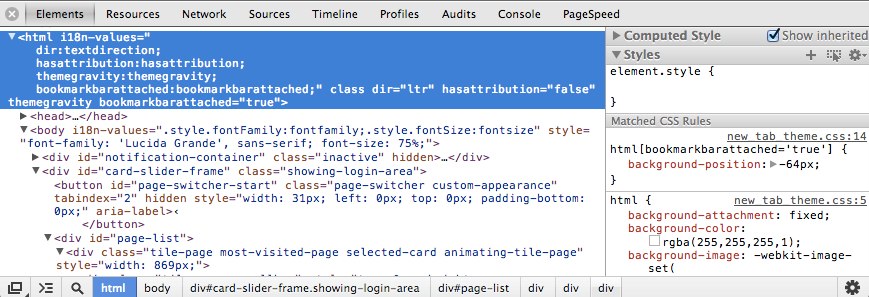 Elements Resources Network Sources Timeline Profiles Audits Console PageSpeed
<html i18n-values="
dir:textdirection;
hasattribution:hasattribution;
themegravity:themegravity;
bookmarkbarattached:bookmarkbarattached;" class dir="ltr" hasattribution="false"
themegravity bookmarkbarattached="true">
<head>…</head>
<body i18n-values=".style.fontFamily:fontfamily;.style.fontSize:fontsize" style=
"font-family: 'Lucida Grande', sans-serif; font-size: 75%;">
<div id="notification-container" class="inactive" hidden>…</div>
<div id="card-slider-frame" class="showing-login-area">
<button id="page-switcher-start" class="page-switcher custom-appearance"
tabindex="2" hidden style="width: 31px; left: 0px; top: 0px; padding-bottom:
0px;" aria-label>‹
</button>
<div id="page-list">
<div class="tile-page most-visited-page selected-card animating-tile-page"
style="width: 869px;">
Computed Style Show inherited
Styles
element.style {
}
Matched CSS Rules
new_tab_theme.css:14
html[bookmarkbarattached='true'] {
background-position: -64px;
}
html { new_tab_theme.css:5
background-attachment: fixed;
background-color:
rgba(255,255,255,1);
background-image: -webkit-image-
set(
html body div#card-slider-frame.showing-login-area div#page-list div div div